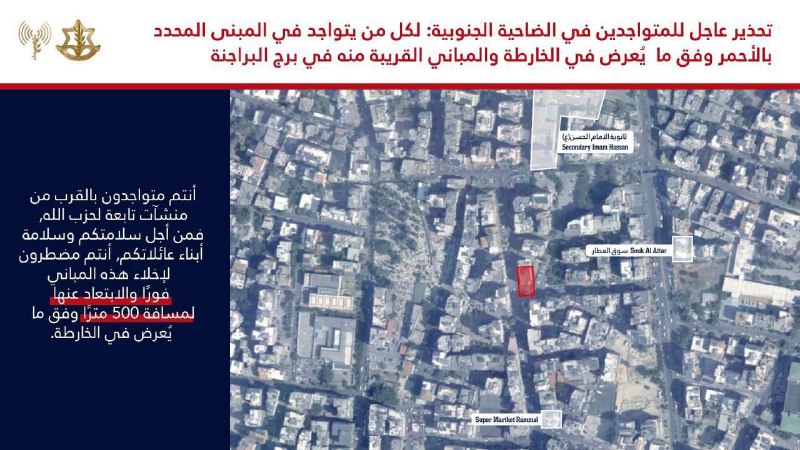 تحذير عاجل للمتواجدين في الضاحية الجنوبية: لكل من يتواجد في المبنى المحدد
بالأحمر وفق ما يُعرض في الخارطة والمباني القريبة منه في برج البراجنة
أنتم متواجدون بالقرب من
منشآت تابعة لحزب الله,
فمن أجل سلامتكم وسلامة
أبناء عائلاتكم, أنتم مضطرون
لإخلاء هذه المباني
فورًا والابتعاد عنها
لمسافة 500 مترًا وفق ما
يُعرض في الخارطة.
ثانوية الامام الحسن(ع)
Secondary Imam Hassan
سوق العطار Souk Al Attar
Super Martket Rammal